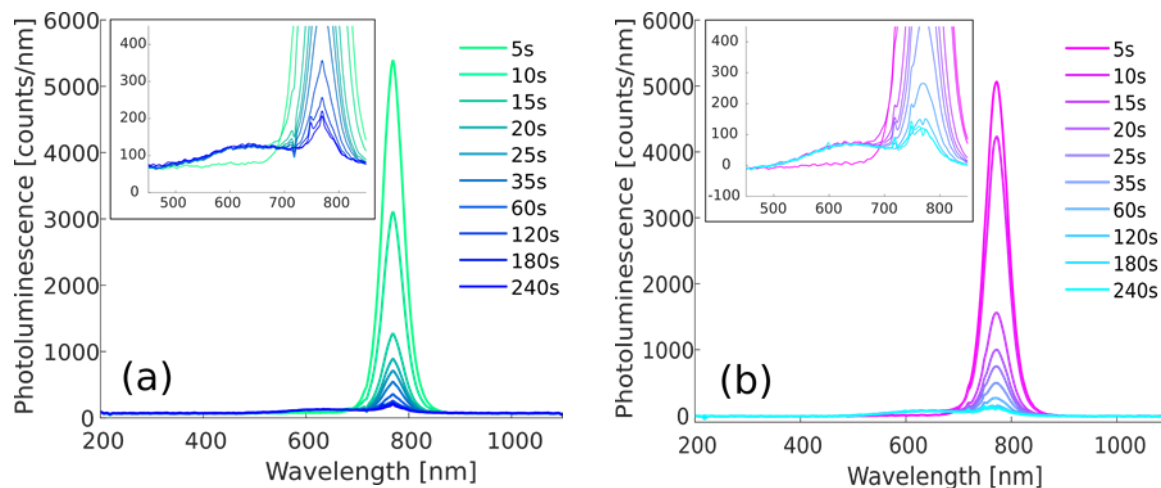 Photoluminescence [counts/nm]
6000
5000
4000
3000
2000
1000
0
200
400
600
800
1000
Wavelength [nm]
400
300
200
100
0
500
600
700
800
5s
10s
15s
20s
25s
35s
60s
120s
180s
240s
(a)
Photoluminescence [counts/nm]
6000
5000
4000
3000
2000
1000
0
200
400
600
800
1000
Wavelength [nm]
400
300
200
100
0
-100
500
600
700
800
5s
10s
15s
20s
25s
35s
60s
120s
180s
240s
(b)